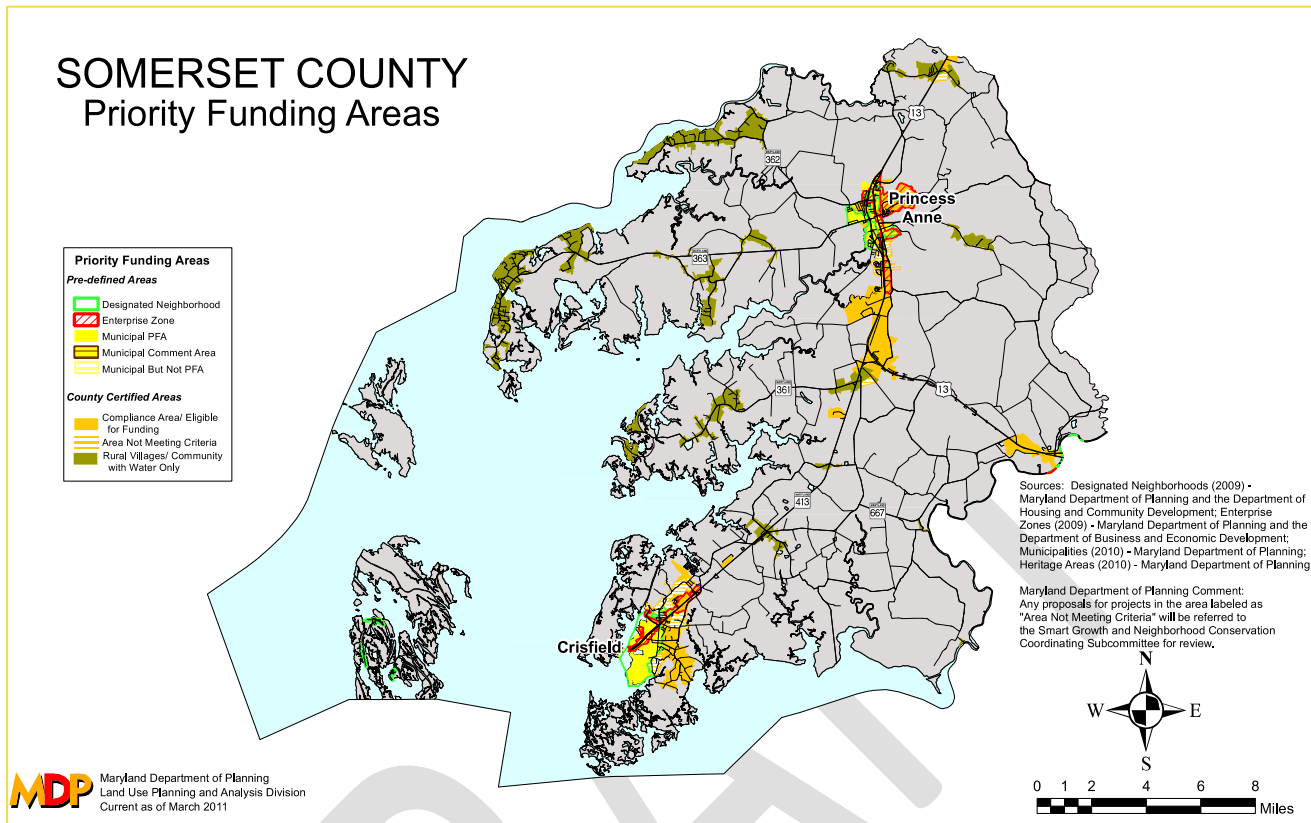 SOMERSET COUNTY
Priority Funding Areas
13
MARYLAND
362
Princess
Anne
MARYLAND
363
Priority Funding Areas
Pre-defined Areas
Designated Neighborhood
Enterprise Zone
Municipal PFA
Municipal Comment Area
Municipal But Not PFA
County Certified Areas
Compliance Area/ Eligible
for Funding
Area Not Meeting Criteria
Rural Villages/ Community
with Water Only
MARYLAND
361
13
MARYLAND
413
MARYLAND
667
Crisfield
Sources: Designated Neighborhoods (2009) -
Maryland Department of Planning and the Department of
Housing and Community Development; Enterprise
Zones (2009) - Maryland Department of Planning and the
Department of Business and Economic Development;
Municipalities (2010) - Maryland Department of Planning;
Heritage Areas (2010) - Maryland Department of Planning
Maryland Department of Planning Comment:
Any proposals for projects in the area labeled as
"Area Not Meeting Criteria" will be referred to
the Smart Growth and Neighborhood Conservation
Coordinating Subcommittee for review.
N
W E
S
0 1 2 4 6 8
Miles
MDP
Maryland Department of Planning
Land Use Planning and Analysis Division
Current as of March 2011